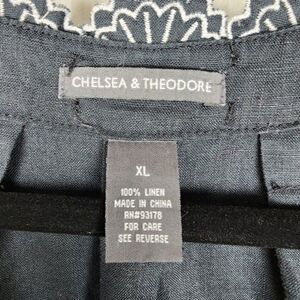 CHELSEA & THEODORE
XL
100% LINEN
MADE IN CHINA
RN#93178
FOR CARE
SEE REVERSE